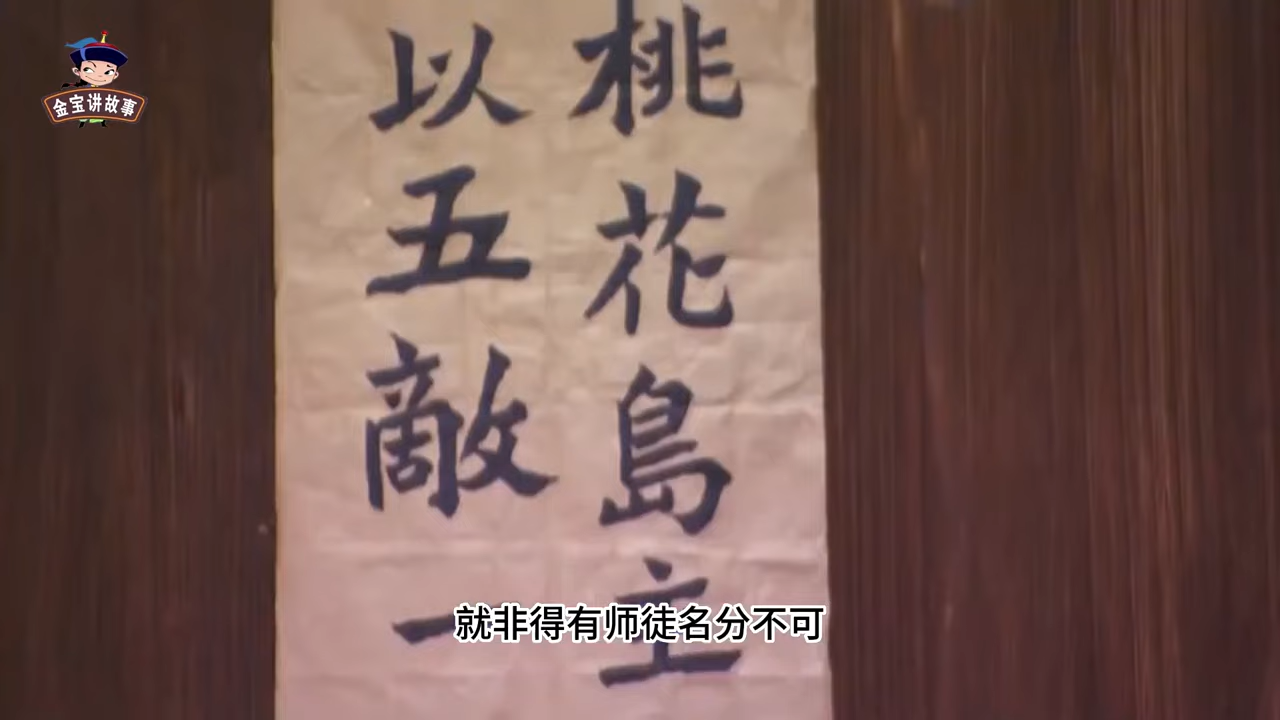 金宝讲故事
桃花島主
以五敵一
就非得有师徒名分不可